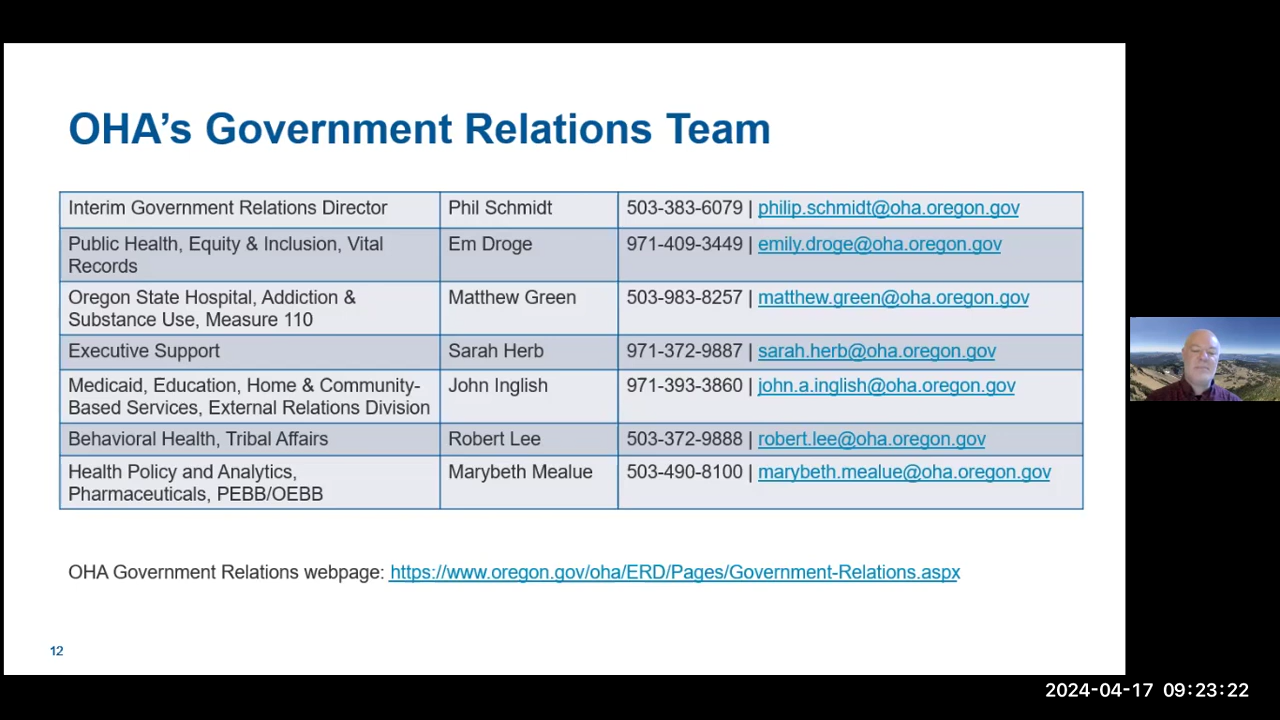 OHA's Government Relations Team
Interim Government Relations Director Phil Schmidt 503-383-6079 | philip.schmidt@oha.oregon.gov
Public Health, Equity & Inclusion, Vital Em Droge 971-409-3449 | emily.droge@oha.oregon.gov
Records
Oregon State Hospital, Addiction & Matthew Green 503-983-8257 | matthew.green@oha.oregon.gov
Substance Use, Measure 110
Executive Support Sarah Herb 971-372-9887 | sarah.herb@oha.oregon.gov
Medicaid, Education, Home & Community- John Inglish 971-393-3860 | john.a.inglish@oha.oregon.gov
Based Services, External Relations Division
Behavioral Health, Tribal Affairs Robert Lee 503-372-9888 | robert.lee@oha.oregon.gov
Health Policy and Analytics, Marybeth Mealue 503-490-8100 | marybeth.mealue@oha.oregon.gov
Pharmaceuticals, PEBB/OEBB
OHA Government Relations webpage: https://www.oregon.gov/oha/ERD/Pages/Government-Relations.aspx
12
2024-04-17 09:23:22